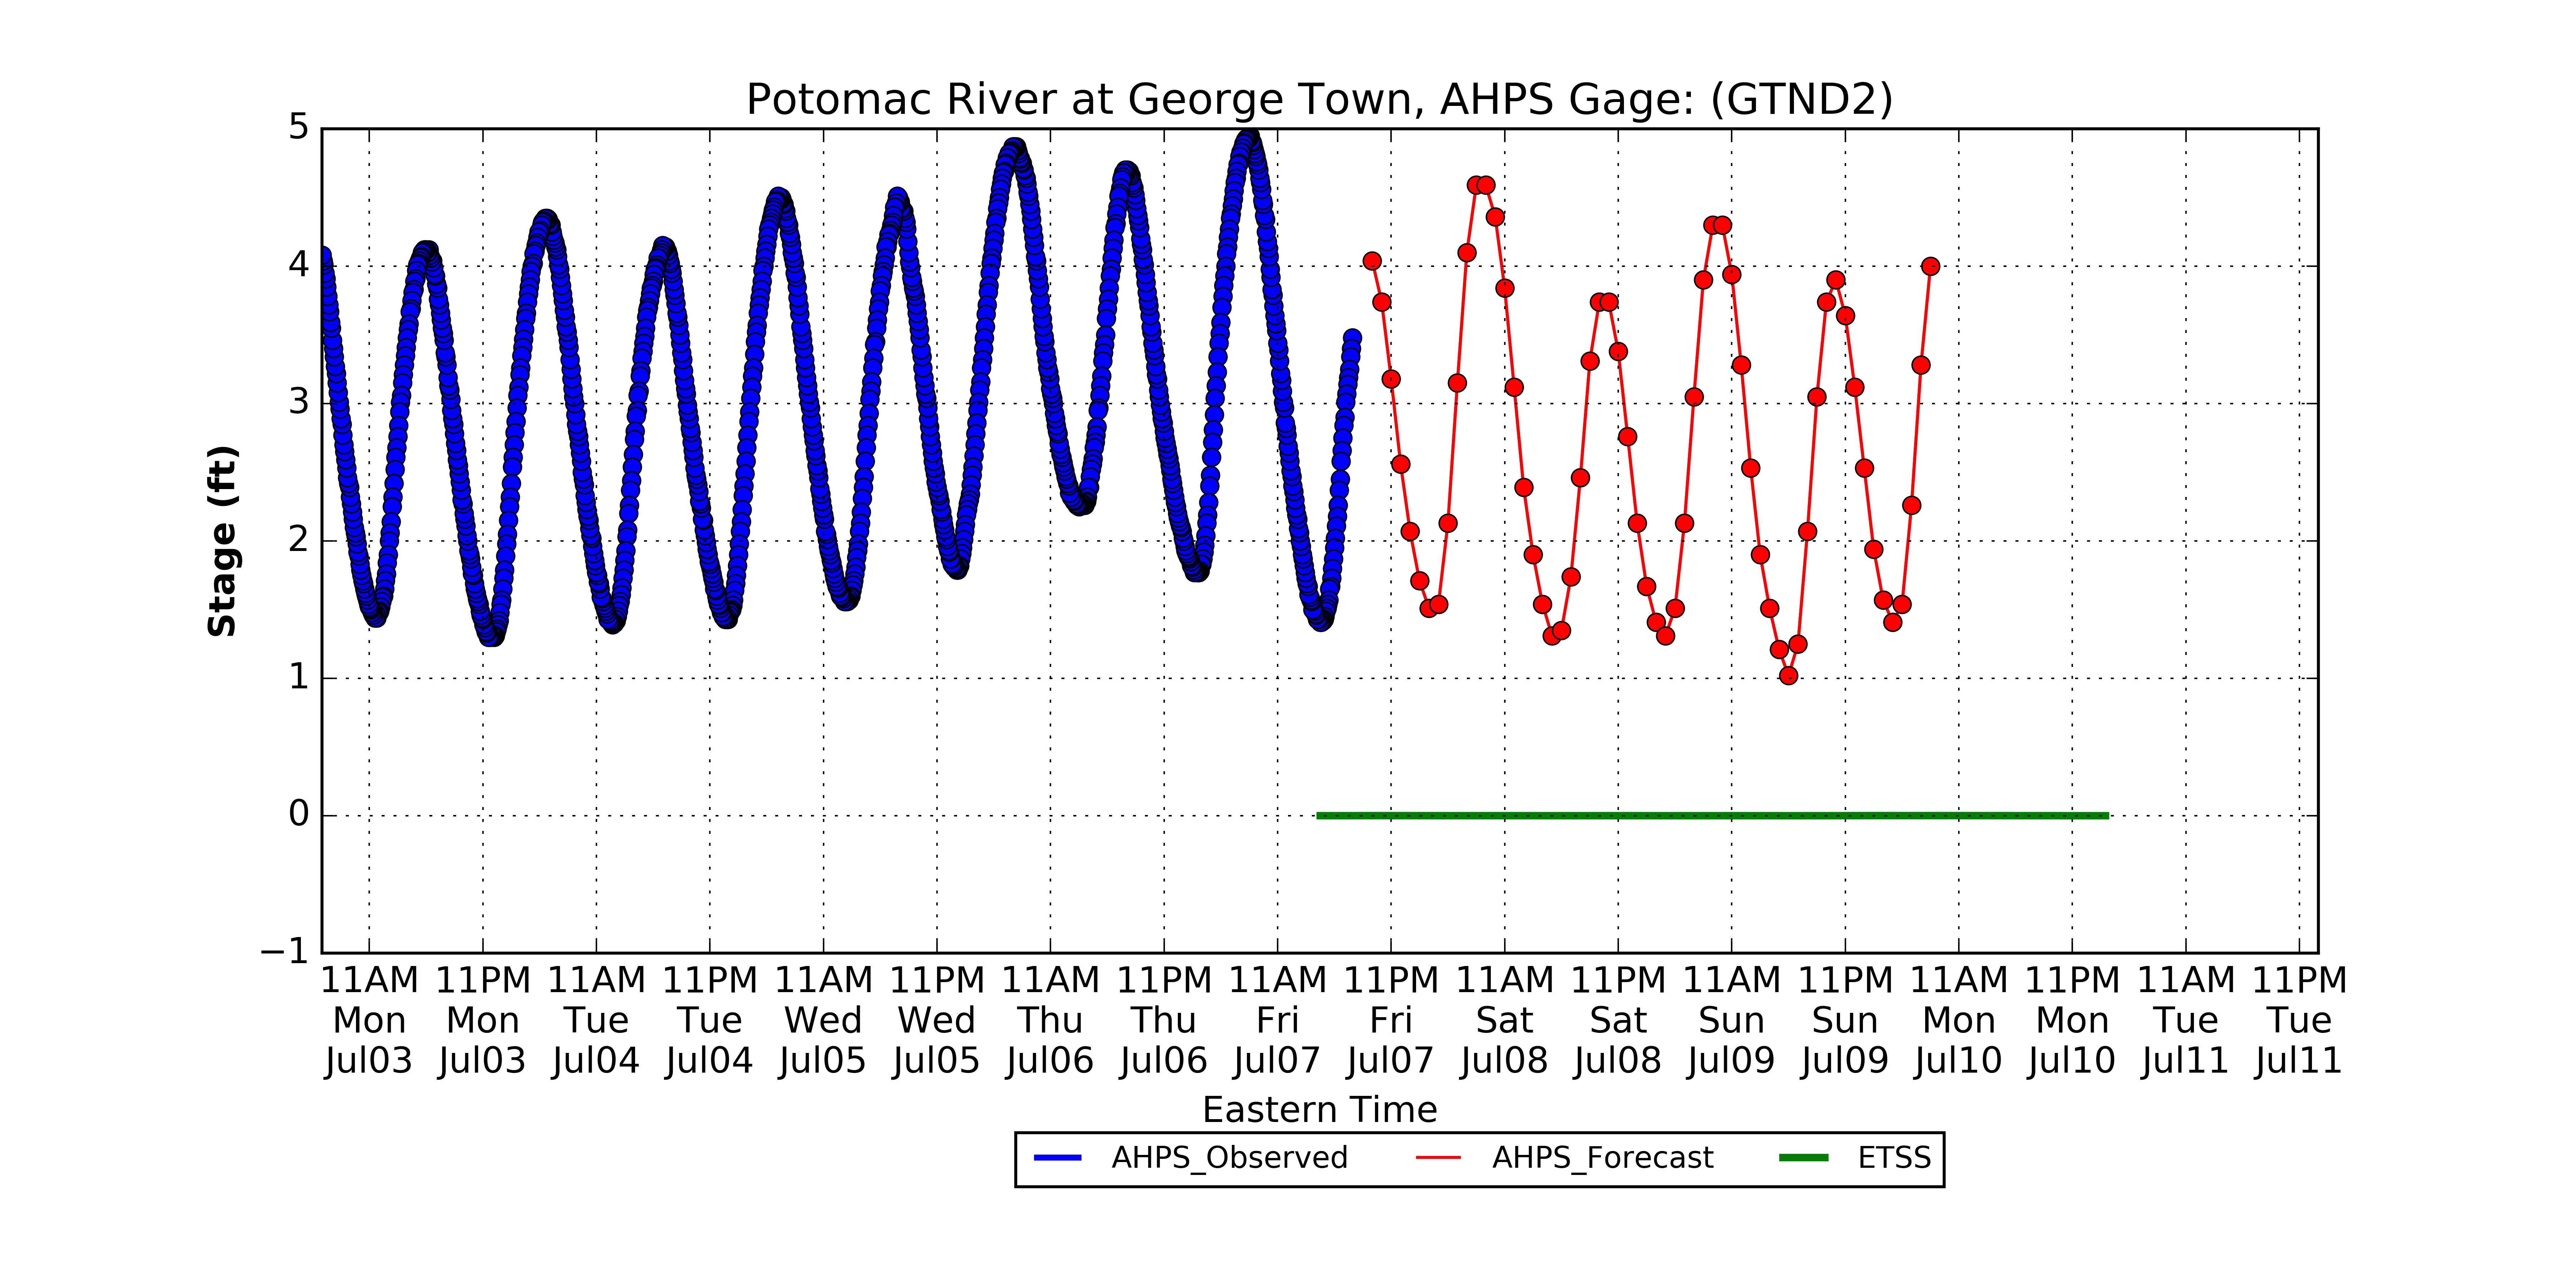 Potomac River at George Town, AHPS Gage: (GTND2)
5
4
3
2
1
0
−1
Stage (ft)
11AM 11PM 11AM 11PM 11AM 11PM 11AM 11PM 11AM 11PM 11AM 11PM 11AM 11PM 11AM 11PM 11AM 11PM
Mon Mon Tue Tue Wed Wed Thu Thu Fri Fri Sat Sat Sun Sun Mon Mon Tue Tue
Jul03 Jul03 Jul04 Jul04 Jul05 Jul05 Jul06 Jul06 Jul07 Jul07 Jul08 Jul08 Jul09 Jul09 Jul10 Jul10 Jul11 Jul11
Eastern Time
AHPS_Observed AHPS_Forecast ETSS